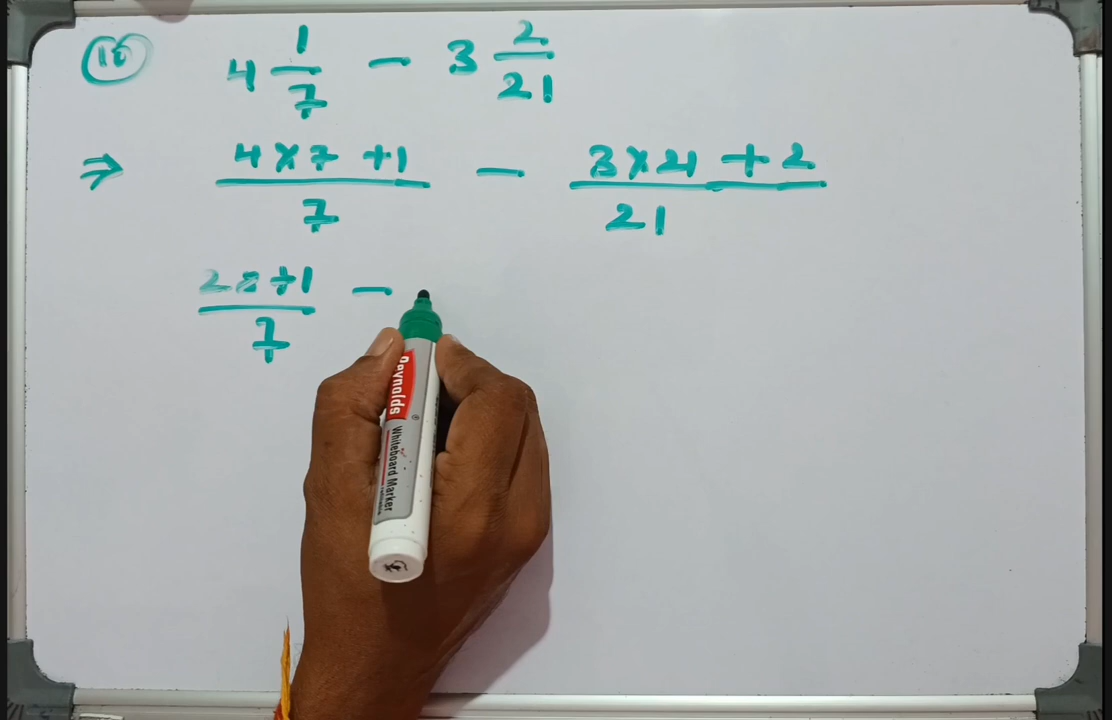 16 4 1/7 - 3 2/21
⇒ 4×7+1/7 - 3×21+2/21
28+1/7 -
Reynolds
Whiteboard Marker